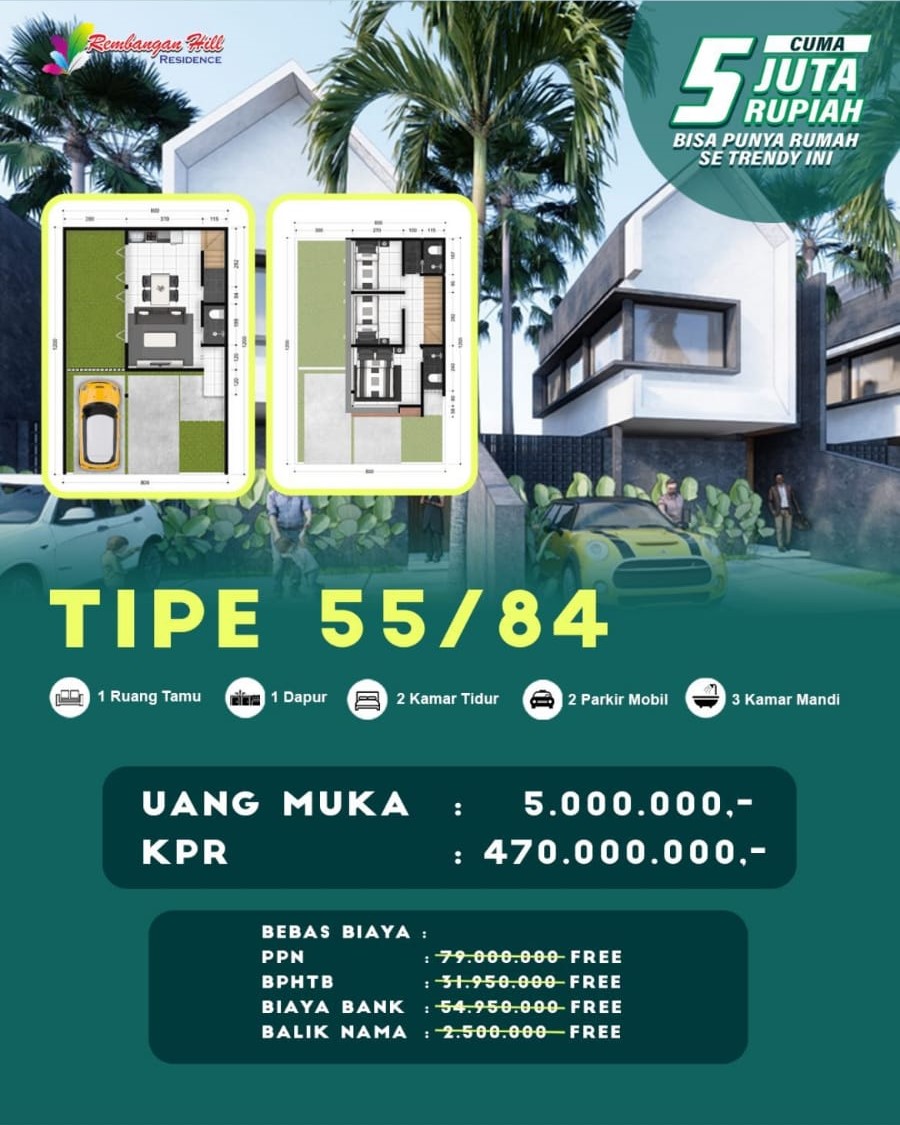 Rembangan Hill
RESIDENCE
CUMA
5 JUTA
RUPIAH
BISA PUNYA RUMAH
SE TRENDY INI
TIPE 55/84
1 Ruang Tamu
1 Dapur
2 Kamar Tidur
2 Parkir Mobil
3 Kamar Mandi
UANG MUKA : 5.000.000,-
KPR : 470.000.000,-
BEBAS BIAYA :
PPN : 79.000.000 FREE
BPHTB : 31.950.000 FREE
BIAYA BANK : 54.950.000 FREE
BALIK NAMA : 2.500.000 FREE